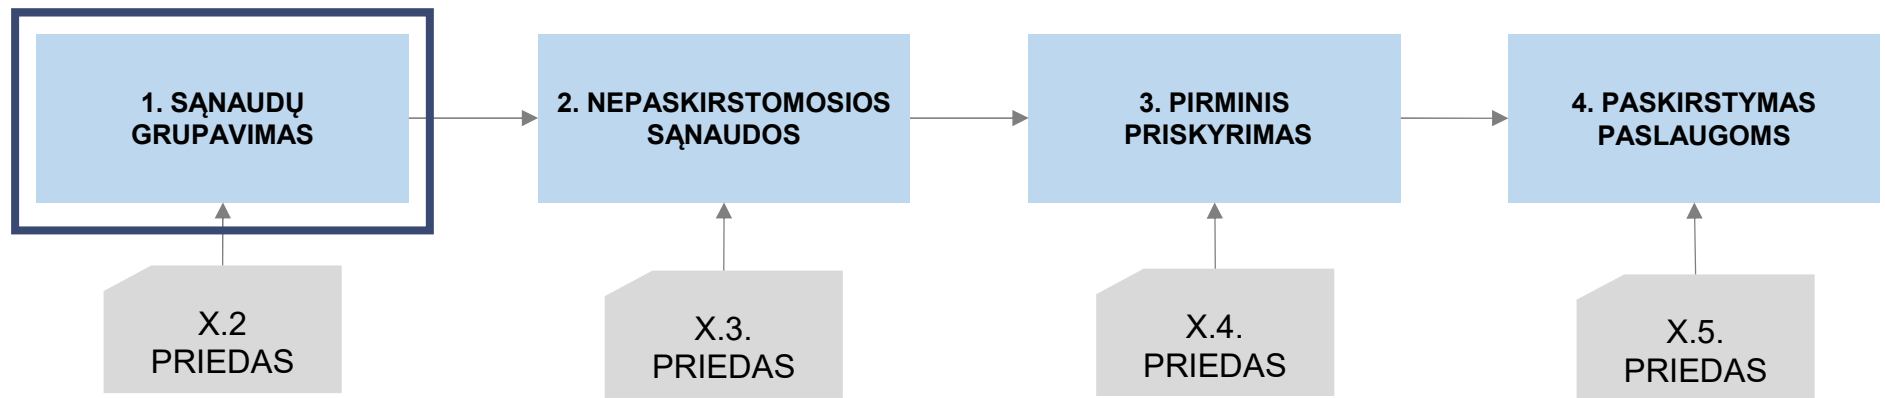 1. SĄNAUDŲ
GRUPAVIMAS
2. NEPASKIRSTOMOSIOS
SĄNAUDOS
3. PIRMINIS
PRISKYRIMAS
4. PASKIRSTYMAS
PASLAUGOMS
X.2
PRIEDAS
X.3.
PRIEDAS
X.4.
PRIEDAS
X.5.
PRIEDAS